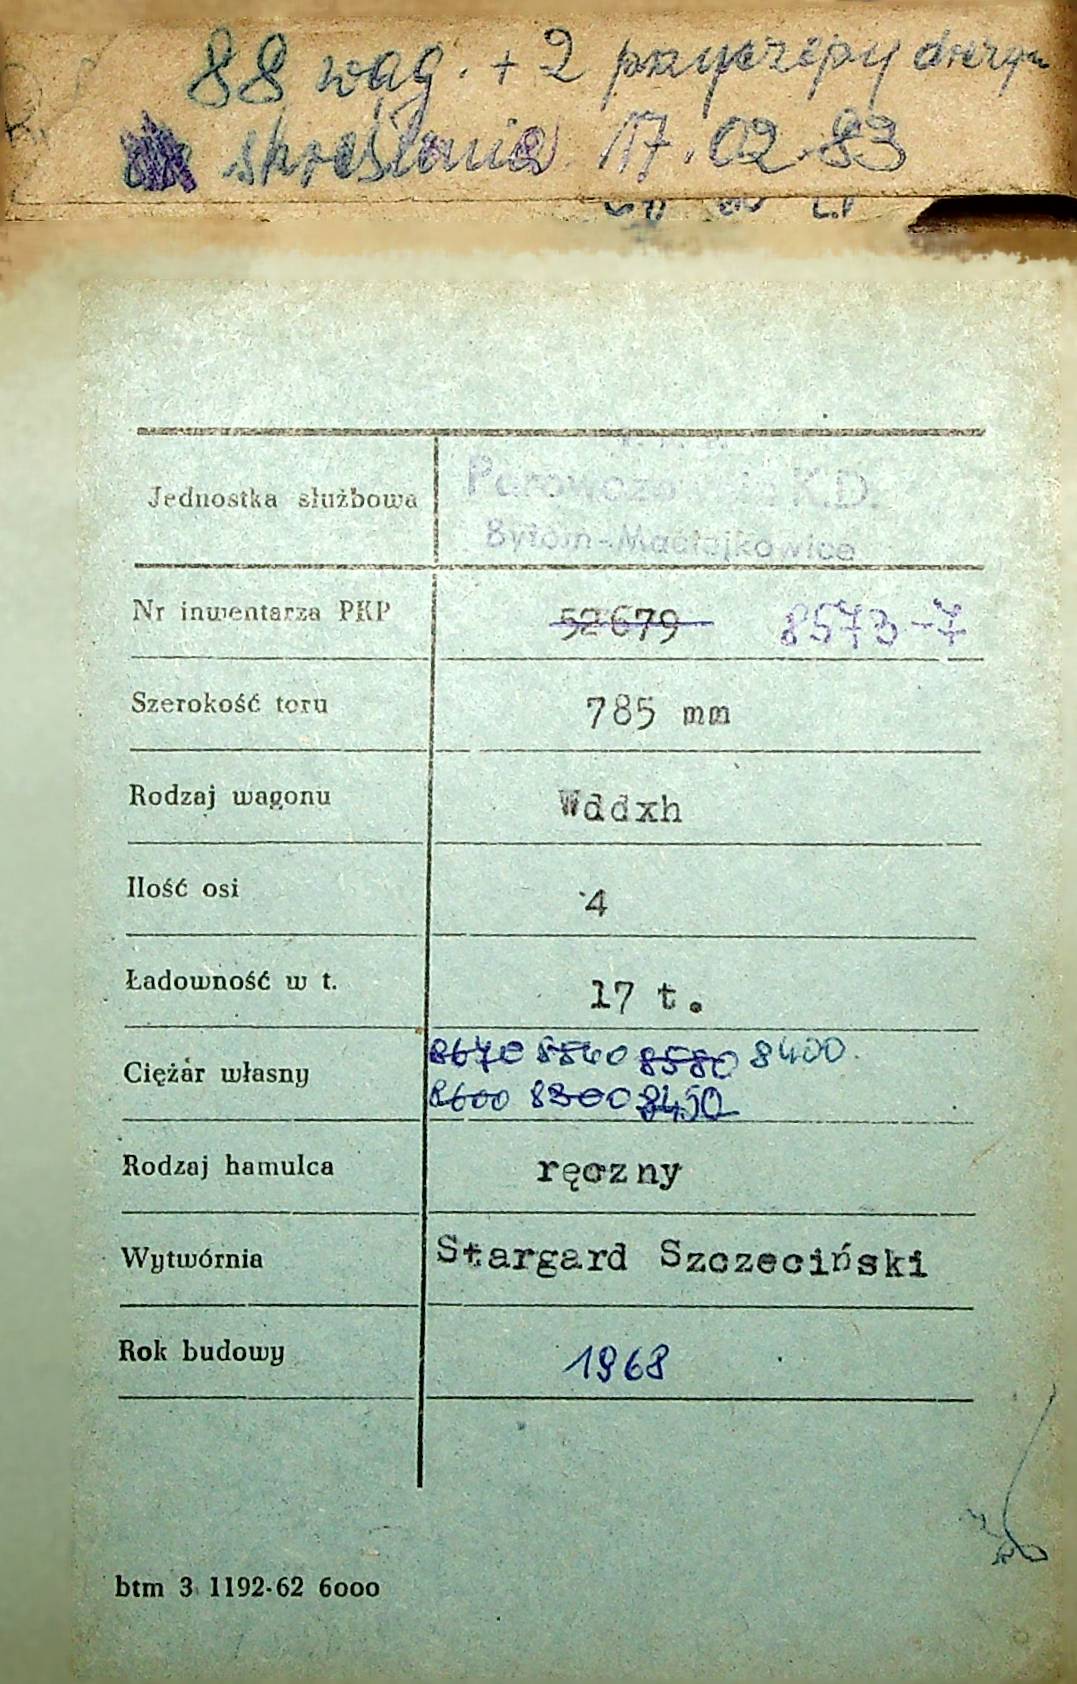 88 wag. + 2 przyczepy drezyn
skreślenia 17.02.83
Jednostka służbowa
Parowozownia K.D.
Bytom-Maciejkowice
Nr inwentarza PKP 52679 8573-7
Szerokość toru 785 mm
Rodzaj wagonu Wddxh
Ilość osi 4
Ładowność w t. 17 t.
Ciężar własny 8670 8560 8580 8400
8600 8300 8450
Rodzaj hamulca ręczny
Wytwórnia Stargard Szczeciński
Rok budowy 1968
btm 3 1192-62 6000